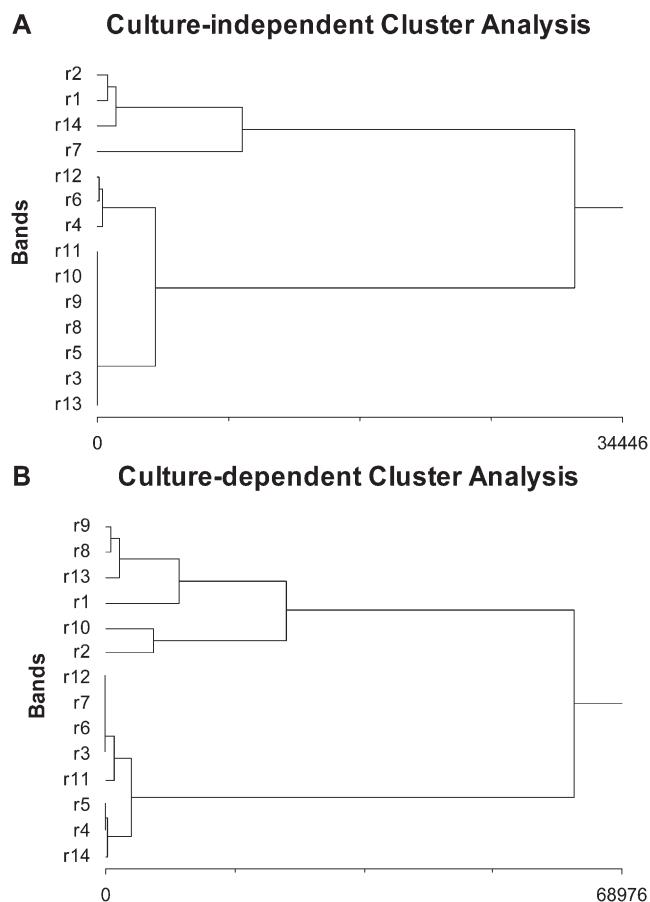 A Culture-independent Cluster Analysis
r2
r1
r14
r7
r12
r6
r4
r11
r10
r9
r8
r5
r3
r13
Bands
0 34446
B Culture-dependent Cluster Analysis
r9
r8
r13
r1
r10
r2
r12
r7
r6
r3
r11
r5
r4
r14
Bands
0 68976